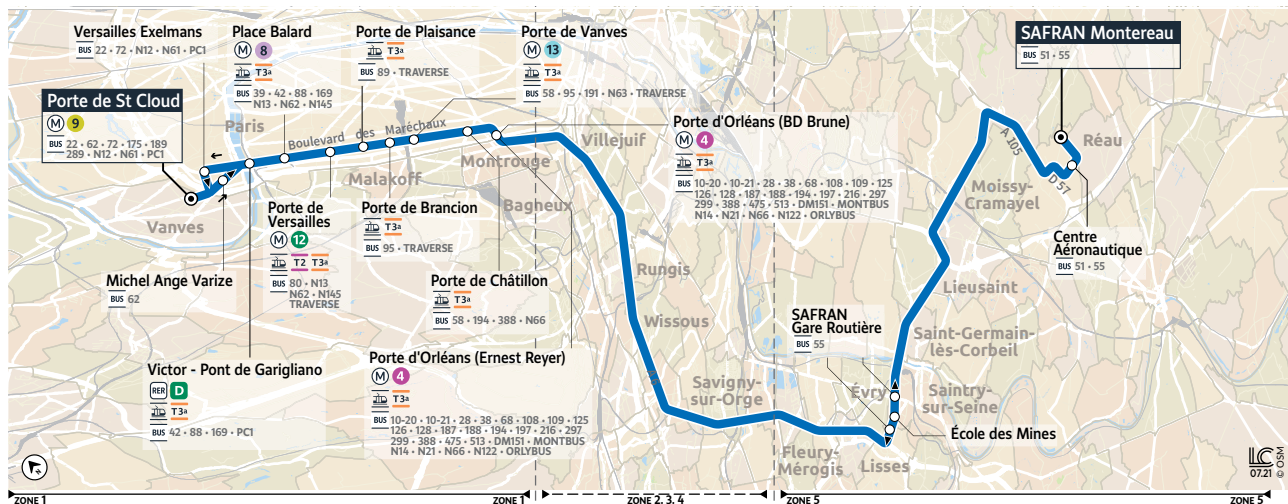 Versailles Exelmans
BUS 22 • 72 • N12 • N61 • PC1
Place Balard
M 8
T3a
BUS 39 • 42 • 88 • 169
N13 • N62 • N145
Porte de Plaisance
T3a
BUS 89 • TRAVERSE
Porte de Vanves
M 13
T3a
BUS 58 • 95 • 191 • N63 • TRAVERSE
SAFRAN Montereau
BUS 51 • 55
Porte de St Cloud
M 9
BUS 22 • 62 • 72 • 175 • 189
289 • N12 • N61 • PC1
Paris
Boulevard des Maréchaux
Malakoff
Montrouge
Bagheux
Villejuif
Vanves
Porte d'Orléans (BD Brune)
M 4
T3a
BUS 10-20 • 10-21 • 28 • 38 • 68 • 108 • 109 • 125
126 • 128 • 187 • 188 • 194 • 197 • 216 • 297
299 • 388 • 475 • 513 • DM151 • MONTBUS
N14 • N21 • N66 • N122 • ORLYBUS
A 105
Réau
D 57
Moissy-
Cramayel
Centre
Aéronautique
BUS 51 • 55
Michel Ange Varize
BUS 62
Porte de
Versailles
M 12
T2 T3a
BUS 80 • N13
N62 • N145
TRAVERSE
Porte de Brancion
T3a
BUS 95 • TRAVERSE
Porte de Châtillon
T3a
BUS 58 • 194 • 388 • N66
Rungis
Wissous
Lieusaint
SAFRAN
Gare Routière
BUS 55
Saint-Germain-
lès-Corbeil
Victor - Pont de Garigliano
RER D
T3a
BUS 42 • 88 • 169 • PC1
Porte d'Orléans (Ernest Reyer)
M 4
T3a
BUS 10-20 • 10-21 • 28 • 38 • 68 • 108 • 109 • 125
126 • 128 • 187 • 188 • 194 • 197 • 216 • 297
299 • 388 • 475 • 513 • DM151 • MONTBUS
N14 • N21 • N66 • N122 • ORLYBUS
Savigny-
sur-Orge
Évry
Saintry-
sur-Seine
École des Mines
Fleury-
Mérogis
Lisses
LC
07.21
© OSM
ZONE 1
ZONE 1
ZONE 2, 3, 4
ZONE 5
ZONE 5